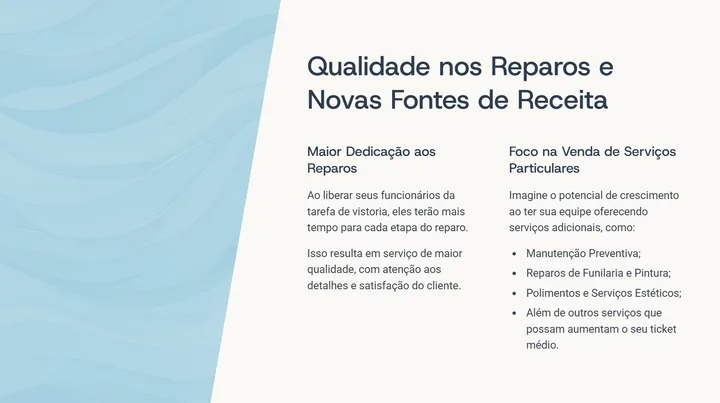 Qualidade nos Reparos e
Novas Fontes de Receita
Maior Dedicação aos
Reparos
Ao liberar seus funcionários da
tarefa de vistoria, eles terão mais
tempo para cada etapa do reparo.
Isso resulta em serviço de maior
qualidade, com atenção aos
detalhes e satisfação do cliente.
Foco na Venda de Serviços
Particulares
Imagine o potencial de crescimento
ao ter sua equipe oferecendo
serviços adicionais, como:
• Manutenção Preventiva;
• Reparos de Funilaria e Pintura;
• Polimentos e Serviços Estéticos;
• Além de outros serviços que
possam aumentam o seu ticket
médio.